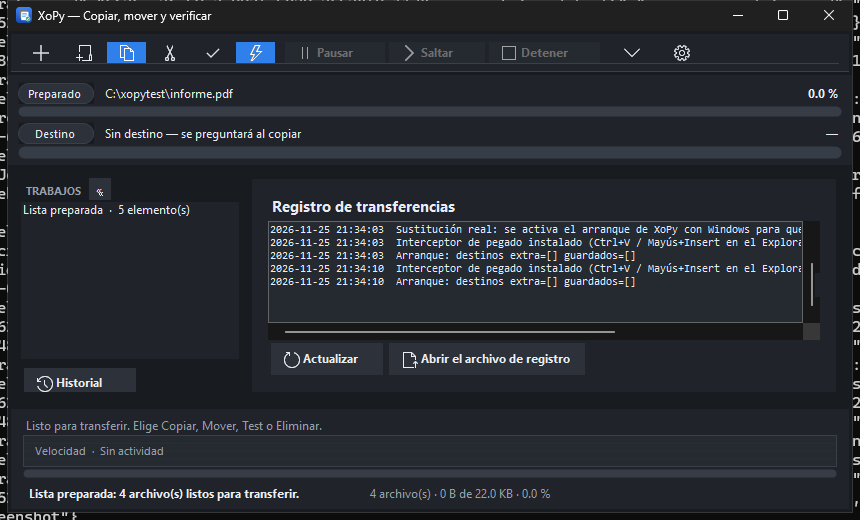 XoPy — Copiar, mover y verificar
Pausar
Saltar
Detener
Preparado
C:\xopytest\informe.pdf
0.0 %
Destino
Sin destino — se preguntará al copiar
—
TRABAJOS
Lista preparada · 5 elemento(s)
Registro de transferencias
2026-11-25 21:34:03 Sustitución real: se activa el arranque de XoPy con Windows para que
2026-11-25 21:34:03 Interceptor de pegado instalado (Ctrl+V / Mayús+Insert en el Explora
2026-11-25 21:34:03 Arranque: destinos extra=[] guardados=[]
2026-11-25 21:34:10 Interceptor de pegado instalado (Ctrl+V / Mayús+Insert en el Explora
2026-11-25 21:34:10 Arranque: destinos extra=[] guardados=[]
Actualizar
Abrir el archivo de registro
Historial
Listo para transferir. Elige Copiar, Mover, Test o Eliminar.
Velocidad · Sin actividad
Lista preparada: 4 archivo(s) listos para transferir.
4 archivo(s) · 0 B de 22.0 KB · 0.0 %
eenshot"}